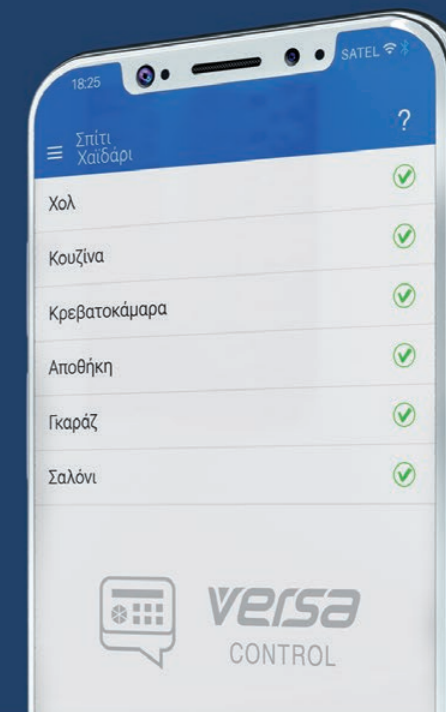 18:25
SATEL
Σπίτι
Χαϊδάρι
?
Χολ
Κουζίνα
Κρεβατοκάμαρα
Αποθήκη
Γκαράζ
Σαλόνι
versa
CONTROL